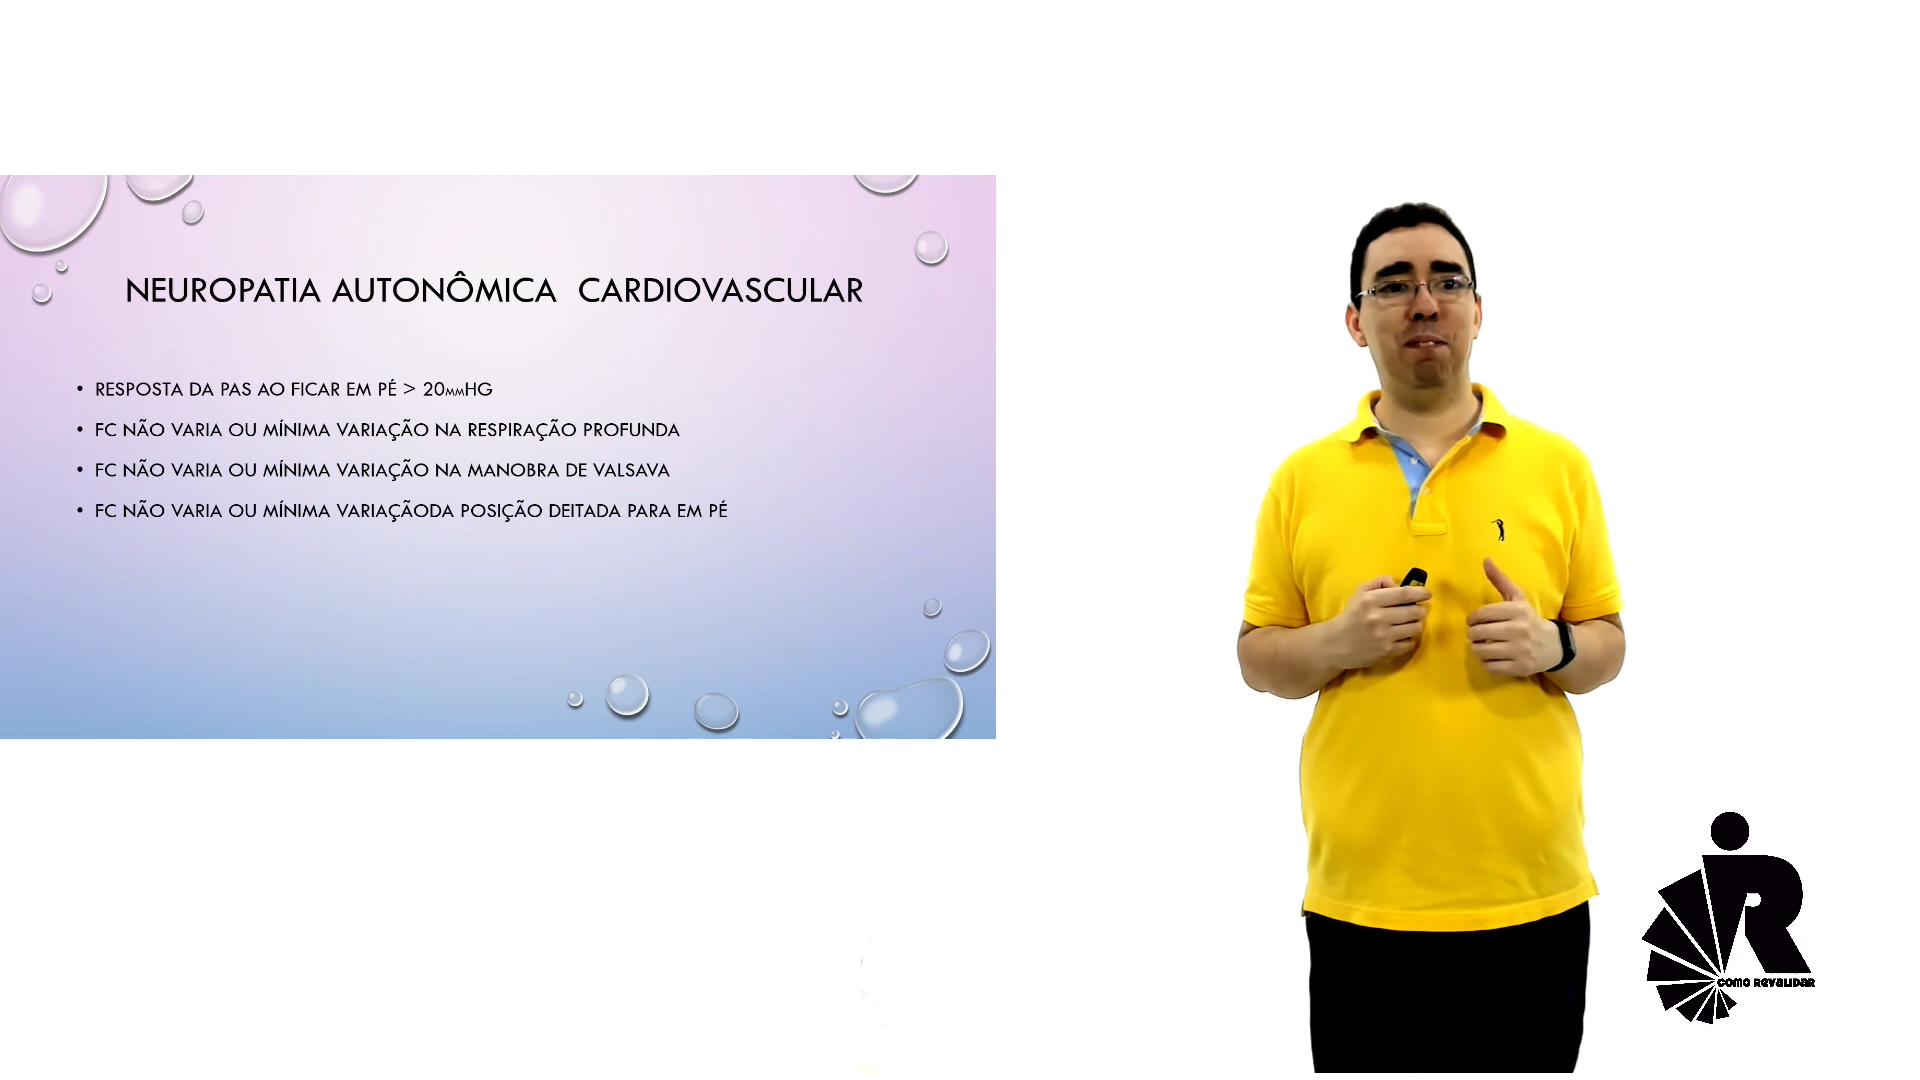 NEUROPATIA AUTONÔMICA CARDIOVASCULAR
• RESPOSTA DA PAS AO FICAR EM PÉ > 20MMHG
• FC NÃO VARIA OU MÍNIMA VARIAÇÃO NA RESPIRAÇÃO PROFUNDA
• FC NÃO VARIA OU MÍNIMA VARIAÇÃO NA MANOBRA DE VALSAVA
• FC NÃO VARIA OU MÍNIMA VARIAÇÃODA POSIÇÃO DEITADA PARA EM PÉ
R
COMO REVALIDAR